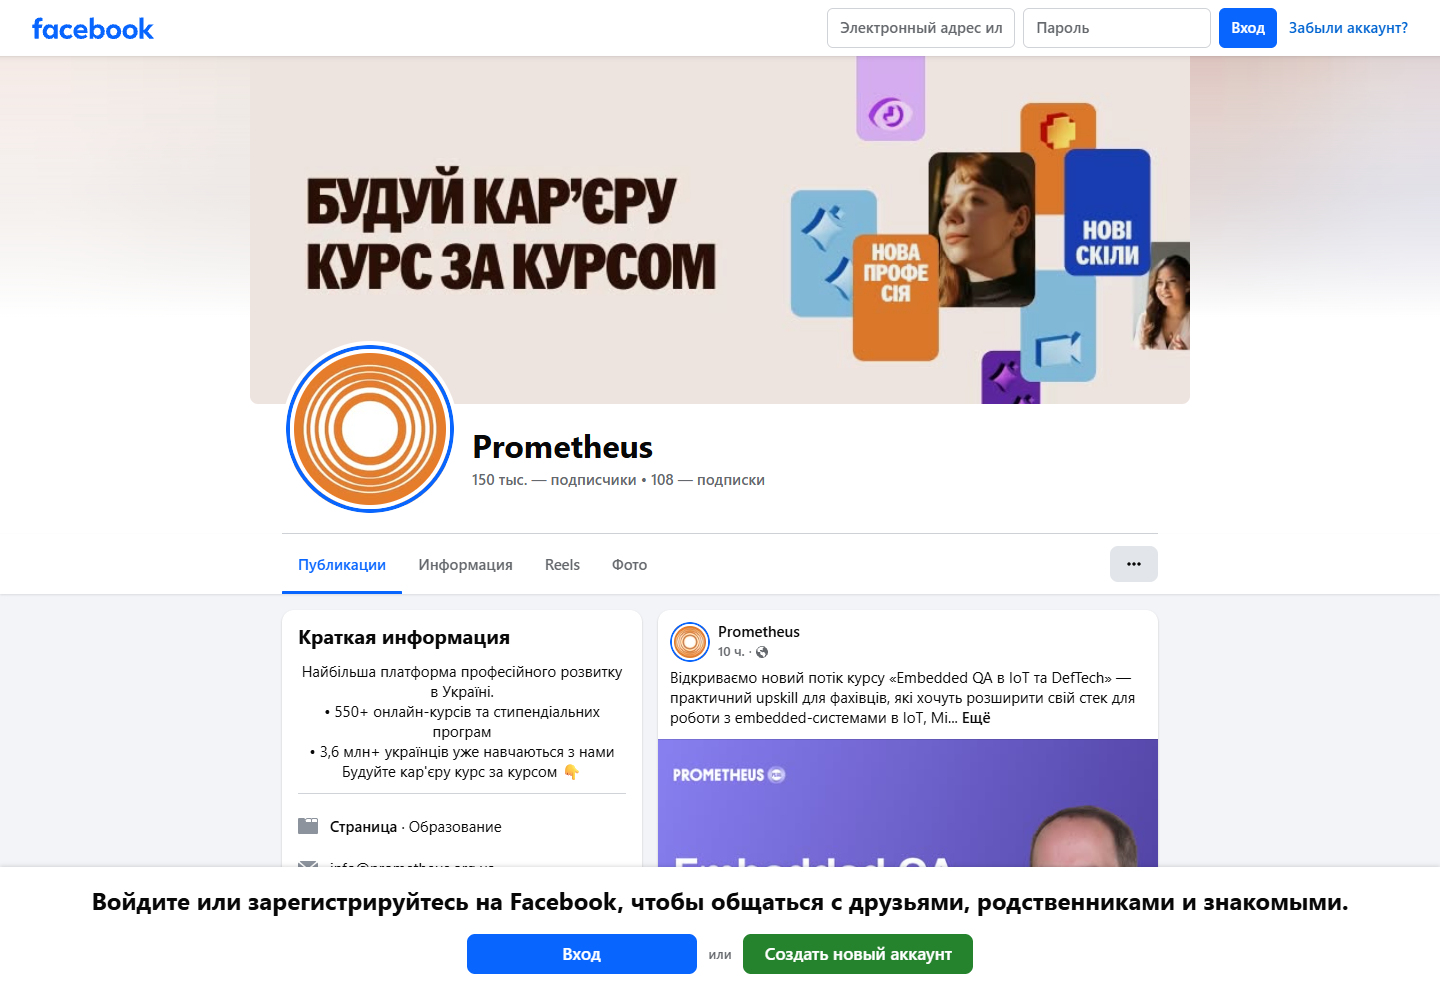 facebook
Электронный адрес ил
Пароль
Вход
Забыли аккаунт?
БУДУЙ КАР’ЄРУ
КУРС ЗА КУРСОМ
НОВА
ПРОФЕ
СІЯ
НОВІ
СКІЛИ
Prometheus
150 тыс. — подписчики • 108 — подписки
Публикации
Информация
Reels
Фото
Краткая информация
Найбільша платформа професійного розвитку
в Україні.
• 550+ онлайн-курсів та стипендіальних
програм
• 3,6 млн+ українців уже навчаються з нами
Будуйте кар'єру курс за курсом 👇
Страница · Образование
Prometheus
10 ч. ·
Відкриваємо новий потік курсу «Embedded QA в IoT та DefTech» —
практичний upskill для фахівців, які хочуть розширити свій стек для
роботи з embedded-системами в IoT, Mi... Ещё
PROMETHEUS
Embedded QA
Войдите или зарегистрируйтесь на Facebook, чтобы общаться с друзьями, родственниками и знакомыми.
Вход
или
Создать новый аккаунт